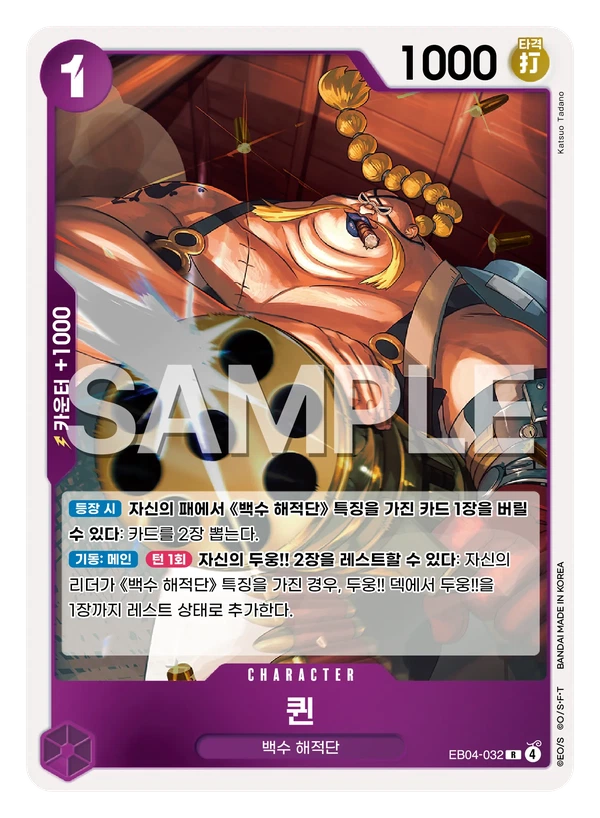 1
1000
타격
打
Katsuo Tadano
⚡카운터 +1000
SAMPLE
등장 시 자신의 패에서 《백수 해적단》 특징을 가진 카드 1장을 버릴
수 있다: 카드를 2장 뽑는다.
기동: 메인 턴 1회 자신의 두웅!! 2장을 레스트할 수 있다: 자신의
리더가 《백수 해적단》 특징을 가진 경우, 두웅!! 덱에서 두웅!!을
1장까지 레스트 상태로 추가한다.
CHARACTER
퀸
백수 해적단
EB04-032 R 4
©EO/S ©O/S·F·T BANDAI MADE IN KOREA